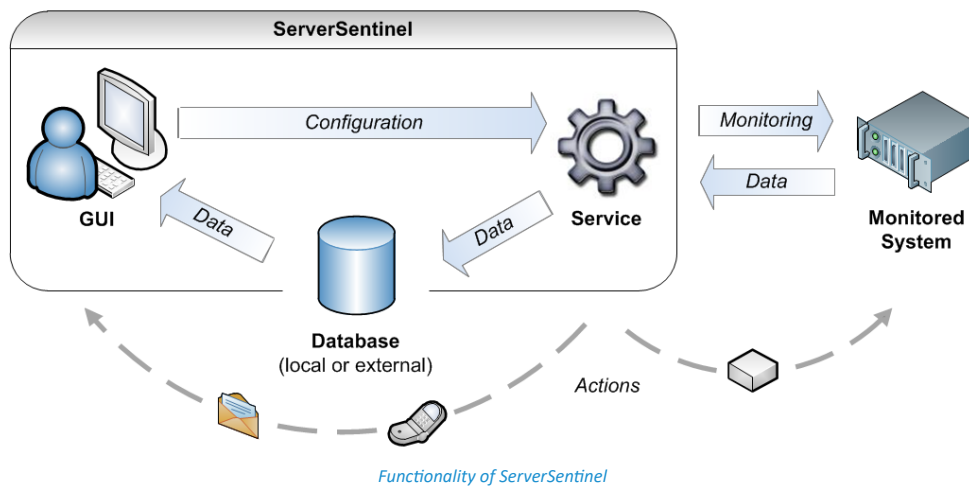 ServerSentinel
Configuration
Monitoring
Data
Data
Data
GUI
Service
Monitored
System
Database
(local or external)
Actions
Functionality of ServerSentinel